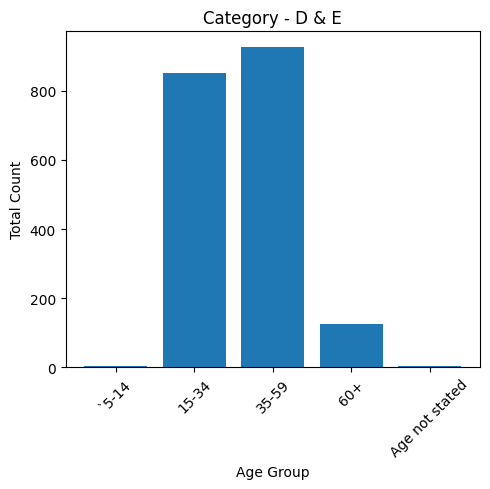 Category - D & E
Total Count
800
600
400
200
0
`5-14
15-34
35-59
60+
Age not stated
Age Group